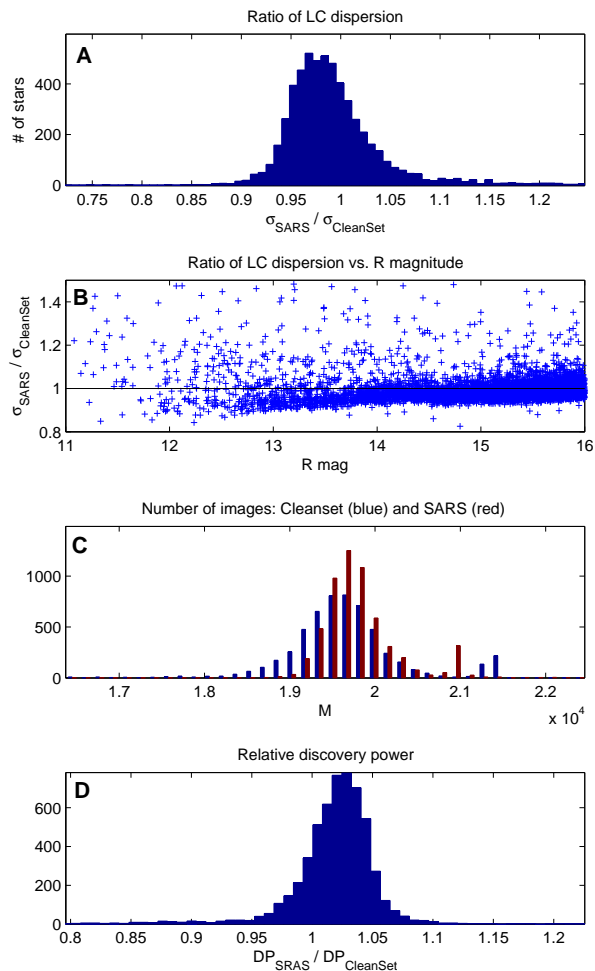 Ratio of LC dispersion
A
# of stars
400
200
0
0.75 0.8 0.85 0.9 0.95 1 1.05 1.1 1.15 1.2
σSARS / σCleanSet
Ratio of LC dispersion vs. R magnitude
B
σSARS / σCleanSet
1.4
1.2
1
0.8
11 12 13 14 15 16
R mag
Number of images: Cleanset (blue) and SARS (red)
C
1000
500
0
1.7 1.8 1.9 2 2.1 2.2
M
x 10^4
Relative discovery power
D
600
400
200
0
0.8 0.85 0.9 0.95 1 1.05 1.1 1.15 1.2
DPSRAS / DPCleanSet